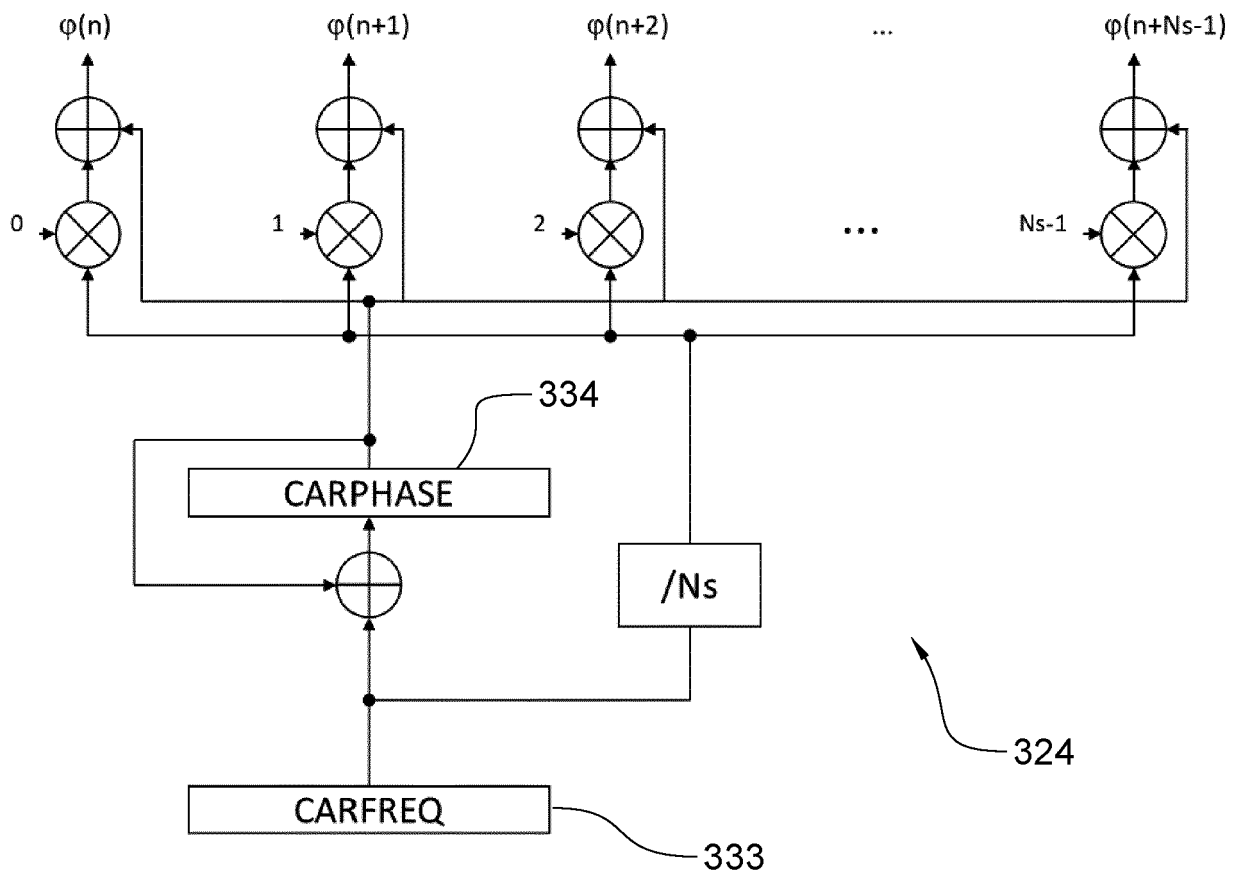 φ(n) φ(n+1) φ(n+2) ... φ(n+Ns-1)
0 1 2 ... Ns-1
334
CARPHASE
/Ns
324
CARFREQ
333